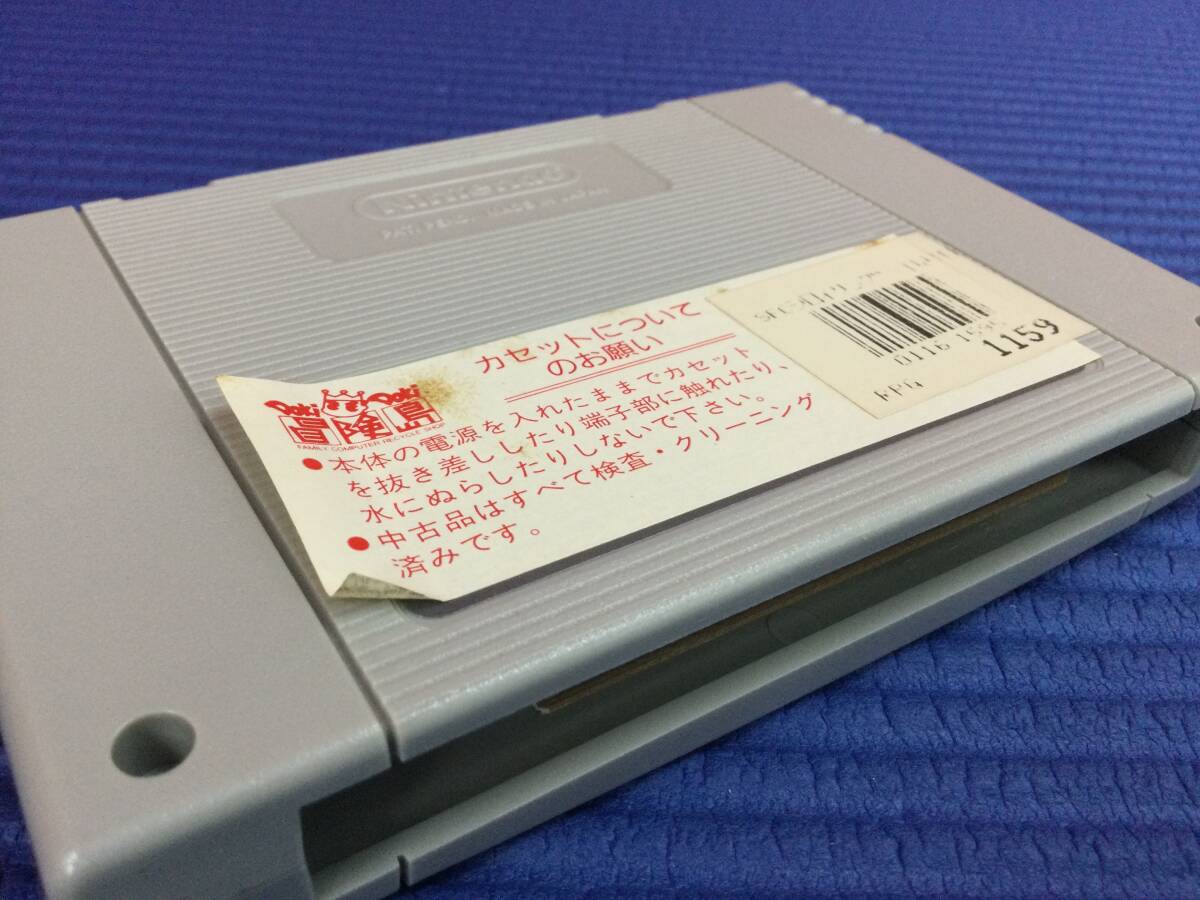 Nintendo
MADE IN JAPAN
カセットについて
のお願い
Doki Doki
冒険島
FAMILY COMPUTER RECYCLE SHOP
●本体の電源を入れたままでカセット
を抜き差ししたり端子部に触れたり、
水にぬらしたりしないで下さい。
●中古品はすべて検査・クリーニング
済みです。
1159
RPG